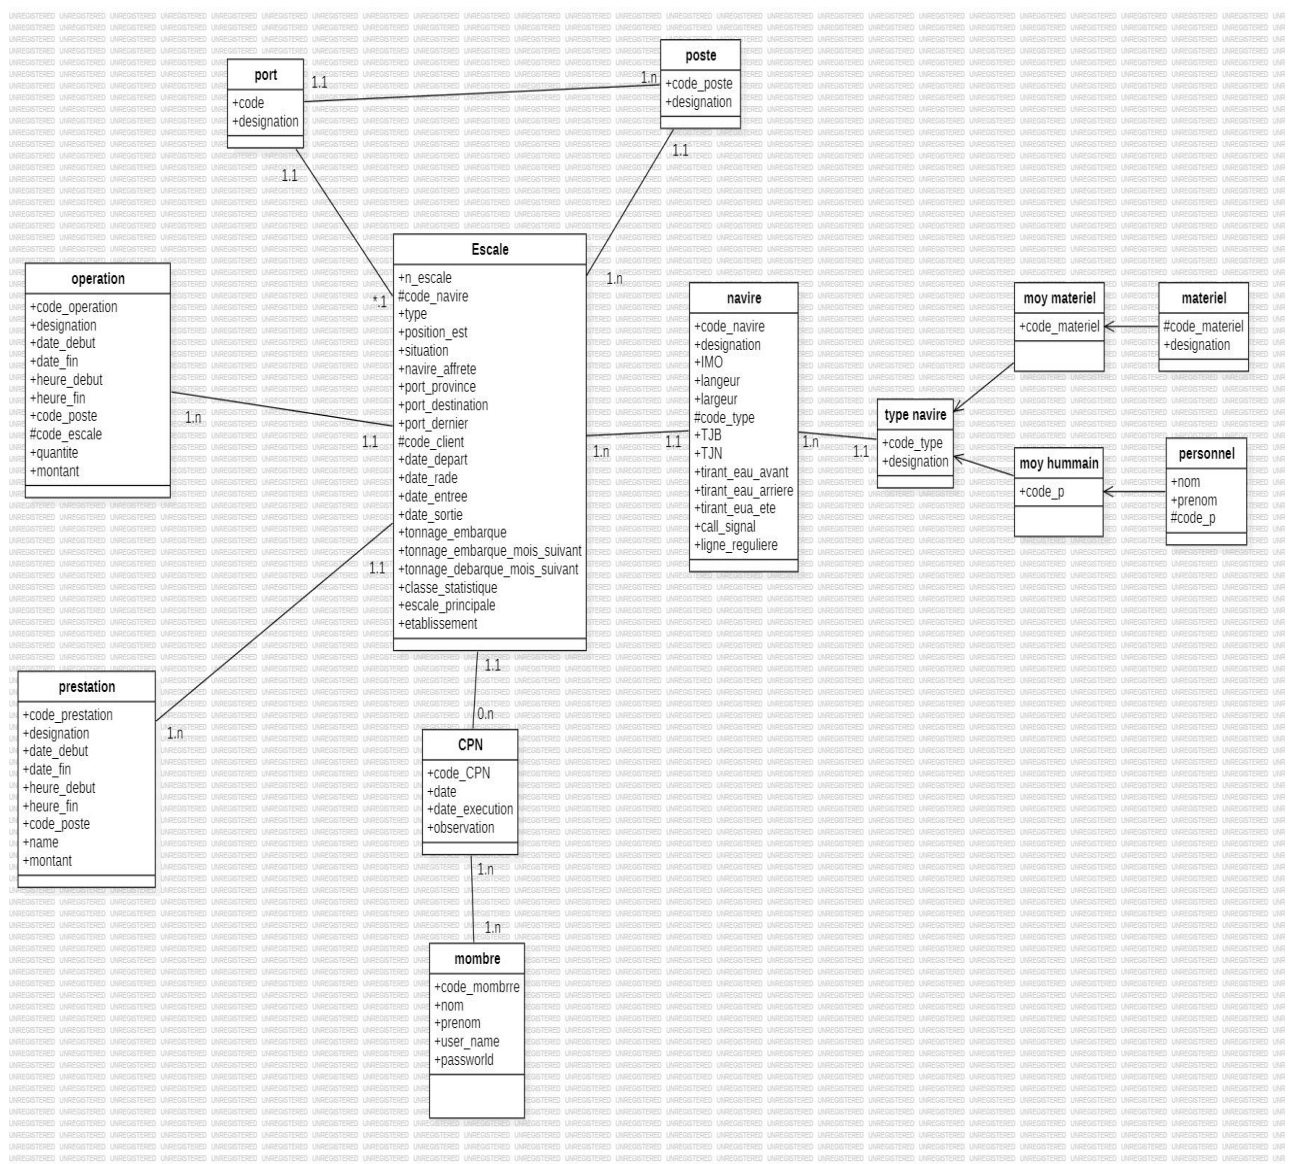 port
+code
+designation
1.1
1.n
poste
+code_poste
+designation
1.1
1.1
*.1
1.n
Escale
+n_escale
#code_navire
+type
+position_est
+situation
+navire_affrete
+port_province
+port_destination
+port_dernier
#code_client
+date_depart
+date_rade
+date_entree
+date_sortie
+tonnage_embarque
+tonnage_embarque_mois_suivant
+tonnage_debarque_mois_suivant
+classe_statistique
+escale_principale
+etablissement
operation
+code_operation
+designation
+date_debut
+date_fin
+heure_debut
+heure_fin
+code_poste
#code_escale
+quantite
+montant
1.n
1.1
navire
+code_navire
+designation
+IMO
+langeur
+largeur
#code_type
+TJB
+TJN
+tirant_eau_avant
+tirant_eau_arriere
+tirant_eua_ete
+call_signal
+ligne_reguliere
1.n
1.1
1.n
1.1
type navire
+code_type
+designation
moy materiel
+code_materiel
materiel
#code_materiel
+designation
moy hummain
+code_p
personnel
+nom
+prenom
#code_p
1.1
1.n
prestation
+code_prestation
+designation
+date_debut
+date_fin
+heure_debut
+heure_fin
+code_poste
+name
+montant
1.1
0.n
CPN
+code_CPN
+date
+date_execution
+observation
1.n
1.n
mombre
+code_mombrre
+nom
+prenom
+user_name
+passworld
UNREGISTERED